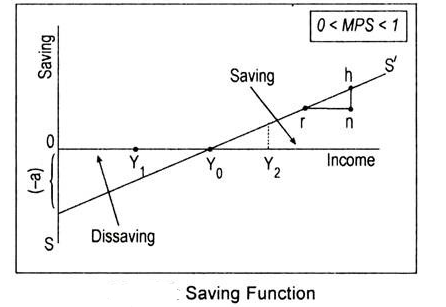 0 < MPS < 1
Saving
S'
h
Saving
r
n
0
Y1
Y0
Y2
Income
(–a)
Dissaving
S
Saving Function